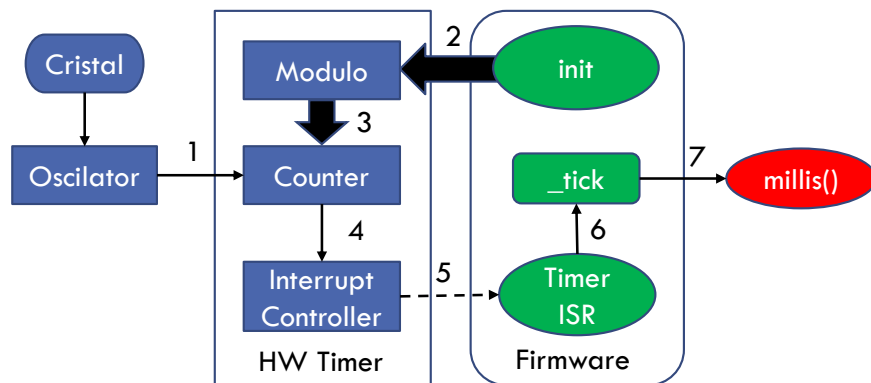 2
Cristal
Modulo
init
3
1
Oscilator
Counter
_tick
7
millis()
4
6
Interrupt
Controller
5
Timer
ISR
HW Timer
Firmware